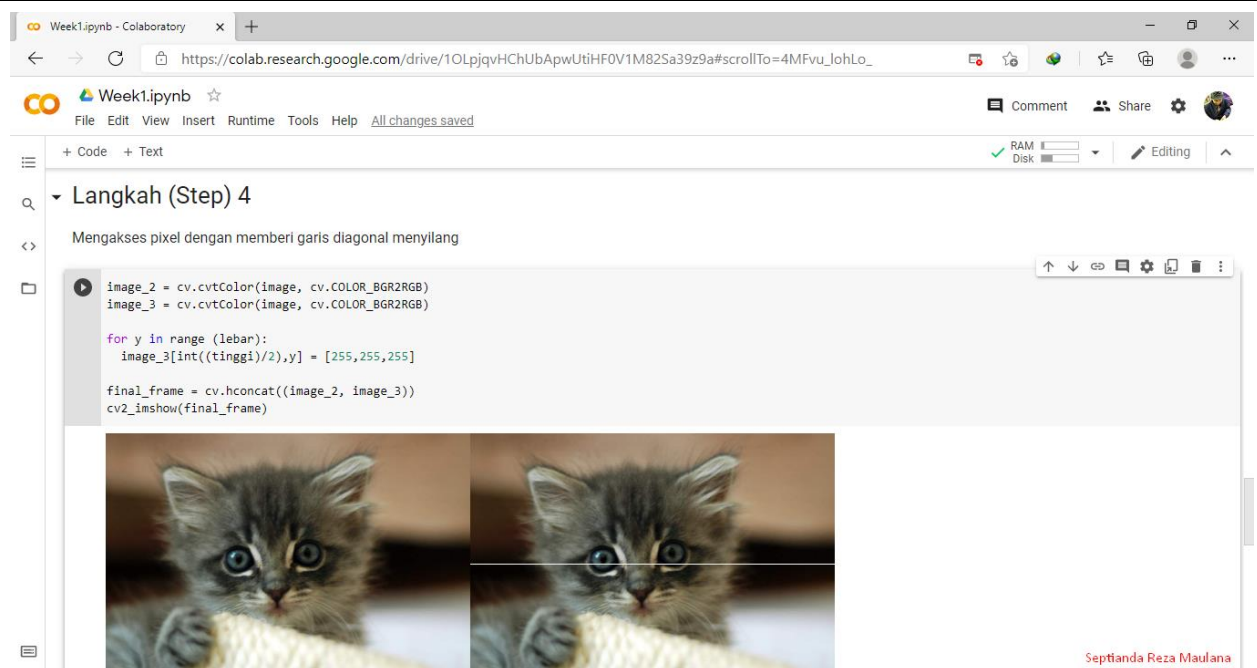 Week1.ipynb - Colaboratory
https://colab.research.google.com/drive/1OLpjqvHChUbApwUtiHF0V1M82Sa39z9a#scrollTo=4MFvu_lohLo_
Week1.ipynb
Comment Share
File Edit View Insert Runtime Tools Help All changes saved
+ Code + Text
RAM
Disk
Editing
Langkah (Step) 4
Mengakses pixel dengan memberi garis diagonal menyilang
image_2 = cv.cvtColor(image, cv.COLOR_BGR2RGB)
image_3 = cv.cvtColor(image, cv.COLOR_BGR2RGB)
for y in range (lebar):
image_3[int((tinggi)/2),y] = [255,255,255]
final_frame = cv.hconcat((image_2, image_3))
cv2_imshow(final_frame)
Septianda Reza Maulana